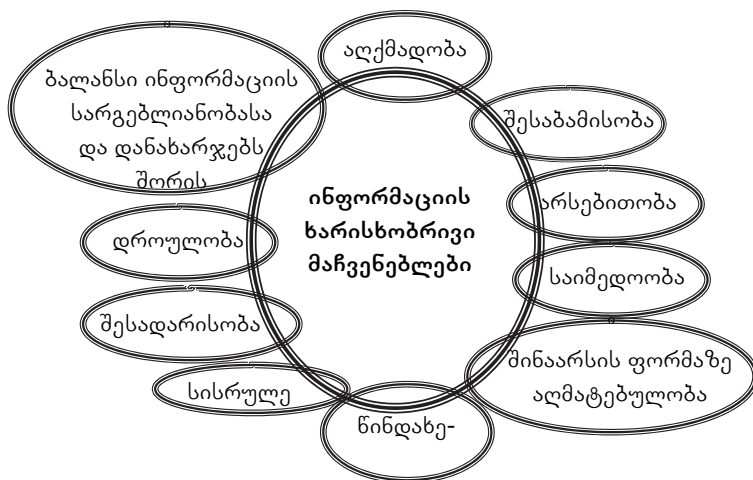 აღქმადობა
ბალანსი ინფორმაციის
სარგებლიანობასა
და დანახარჯებს
შორის
შესაბამისობა
ინფორმაციის
ხარისხობრივი
მაჩვენებლები
არსებითობა
დროულობა
საიმედოობა
შესადარისობა
შინაარსის ფორმაზე
აღმატებულობა
სისრულე
წინდახე-